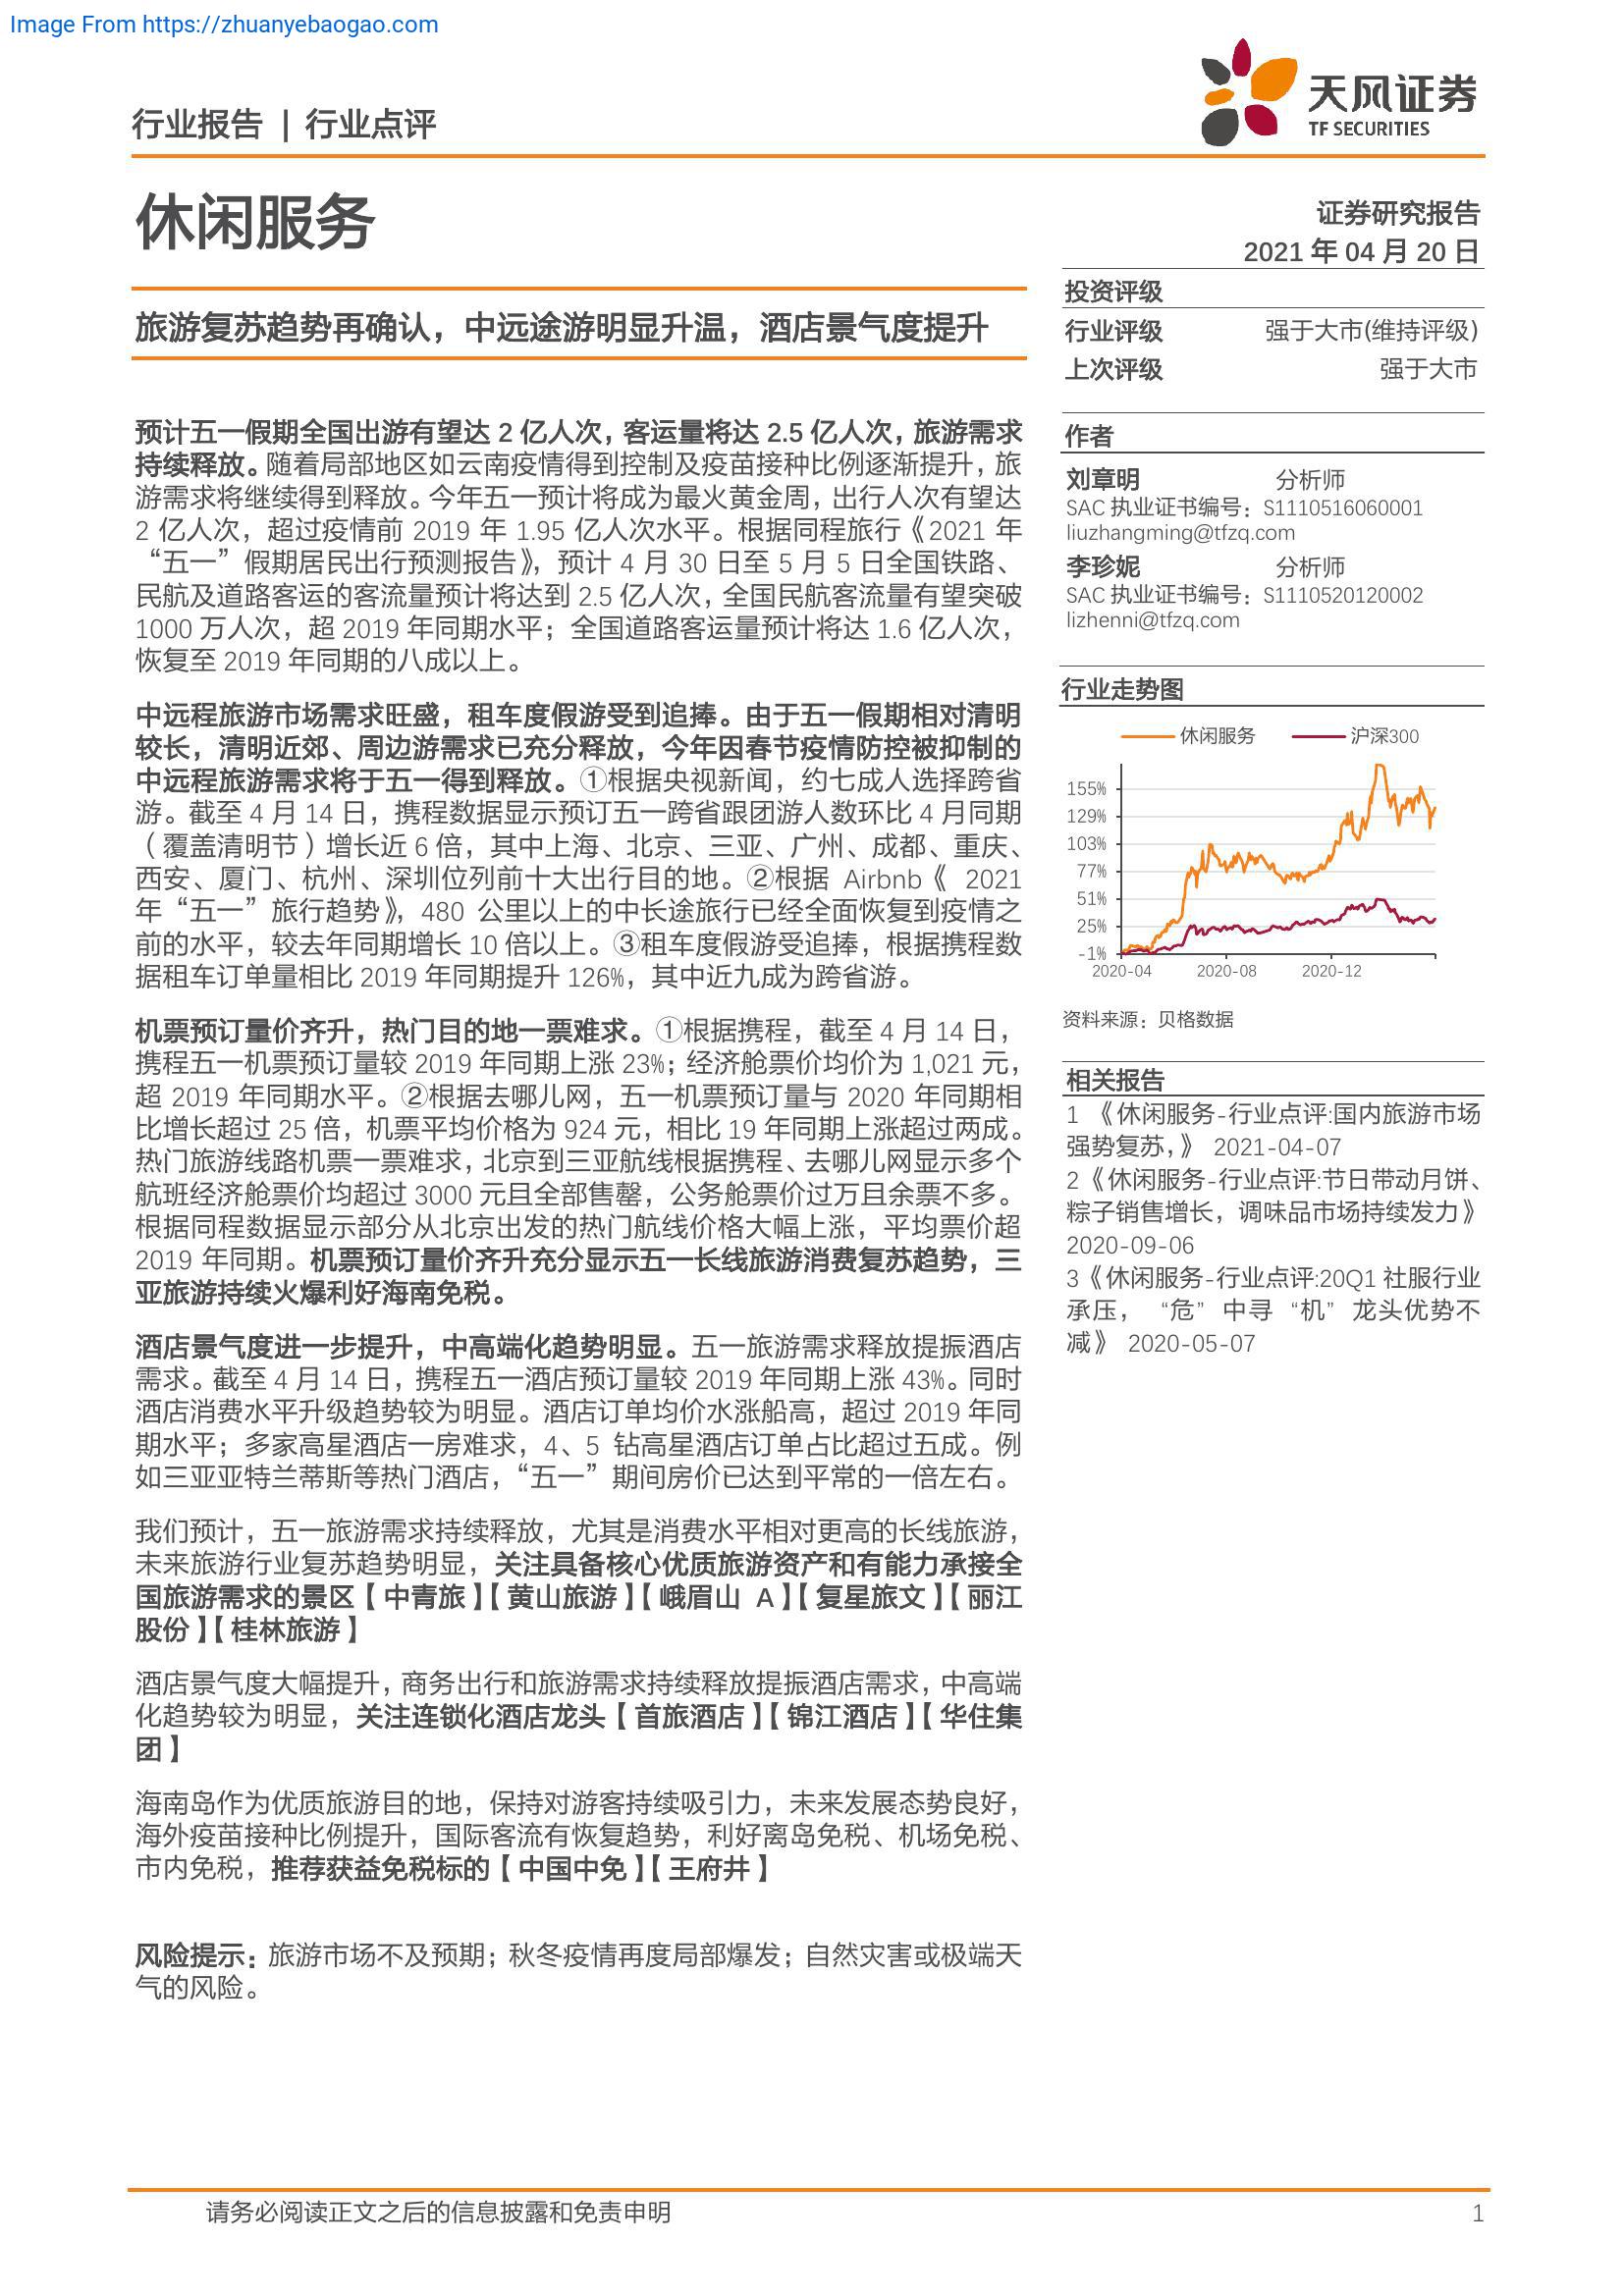 Image From https://zhuanyebaogao.com
行业报告 | 行业点评
天风证券
TF SECURITIES
休闲服务
证券研究报告
2021 年 04 月 20 日
旅游复苏趋势再确认，中远途游明显升温，酒店景气度提升
预计五一假期全国出游有望达 2 亿人次，客运量将达 2.5 亿人次，旅游需求
持续释放。随着局部地区如云南疫情得到控制及疫苗接种比例逐渐提升，旅
游需求将继续得到释放。今年五一预计将成为最火黄金周，出行人次有望达
2 亿人次，超过疫情前 2019 年 1.95 亿人次水平。根据同程旅行《2021 年
“五一”假期居民出行预测报告》，预计 4 月 30 日至 5 月 5 日全国铁路、
民航及道路客运的客流量预计将达到 2.5 亿人次，全国民航客流量有望突破
1000 万人次，超 2019 年同期水平；全国道路客运量预计将达 1.6 亿人次，
恢复至 2019 年同期的八成以上。
中远程旅游市场需求旺盛，租车度假游受到追捧。由于五一假期相对清明
较长，清明近郊、周边游需求已充分释放，今年因春节疫情防控被抑制的
中远程旅游需求将于五一得到释放。①根据央视新闻，约七成人选择跨省
游。截至 4 月 14 日，携程数据显示预订五一跨省跟团游人数环比 4 月同期
（覆盖清明节）增长近 6 倍，其中上海、北京、三亚、广州、成都、重庆、
西安、厦门、杭州、深圳位列前十大出行目的地。②根据 Airbnb《 2021
年“五一”旅行趋势》，480 公里以上的中长途旅行已经全面恢复到疫情之
前的水平，较去年同期增长 10 倍以上。③租车度假游受追捧，根据携程数
据租车订单量相比 2019 年同期提升 126%，其中近九成为跨省游。
机票预订量价齐升，热门目的地一票难求。①根据携程，截至 4 月 14 日，
携程五一机票预订量较 2019 年同期上涨 23%；经济舱票价均价为 1,021 元，
超 2019 年同期水平。②根据去哪儿网，五一机票预订量与 2020 年同期相
比增长超过 25 倍，机票平均价格为 924 元，相比 19 年同期上涨超过两成。
热门旅游线路机票一票难求，北京到三亚航线根据携程、去哪儿网显示多个
航班经济舱票价均超过 3000 元且全部售罄，公务舱票价过万且余票不多。
根据同程数据显示部分从北京出发的热门航线价格大幅上涨，平均票价超
2019 年同期。机票预订量价齐升充分显示五一长线旅游消费复苏趋势，三
亚旅游持续火爆利好海南免税。
酒店景气度进一步提升，中高端化趋势明显。五一旅游需求释放提振酒店
需求。截至 4 月 14 日，携程五一酒店预订量较 2019 年同期上涨 43%。同时
酒店消费水平升级趋势较为明显。酒店订单均价水涨船高，超过 2019 年同
期水平；多家高星酒店一房难求，4、5 钻高星酒店订单占比超过五成。例
如三亚亚特兰蒂斯等热门酒店，“五一”期间房价已达到平常的一倍左右。
我们预计，五一旅游需求持续释放，尤其是消费水平相对更高的长线旅游，
未来旅游行业复苏趋势明显，关注具备核心优质旅游资产和有能力承接全
国旅游需求的景区【中青旅】【黄山旅游】【峨眉山 A】【复星旅文】【丽江
股份】【桂林旅游】
酒店景气度大幅提升，商务出行和旅游需求持续释放提振酒店需求，中高端
化趋势较为明显，关注连锁化酒店龙头【首旅酒店】【锦江酒店】【华住集
团】
海南岛作为优质旅游目的地，保持对游客持续吸引力，未来发展态势良好，
海外疫苗接种比例提升，国际客流有恢复趋势，利好离岛免税、机场免税、
市内免税，推荐获益免税标的【中国中免】【王府井】
风险提示：旅游市场不及预期；秋冬疫情再度局部爆发；自然灾害或极端天
气的风险。
投资评级
行业评级 强于大市(维持评级)
上次评级 强于大市
作者
刘章明 分析师
SAC 执业证书编号：S1110516060001
liuzhangming@tfzq.com
李珍妮 分析师
SAC 执业证书编号：S1110520120002
lizhenni@tfzq.com
行业走势图
休闲服务 沪深300
155%
129%
103%
77%
51%
25%
-1%
2020-04 2020-08 2020-12
资料来源：贝格数据
相关报告
1 《休闲服务-行业点评:国内旅游市场
强势复苏，》 2021-04-07
2《休闲服务-行业点评:节日带动月饼、
粽子销售增长，调味品市场持续发力》
2020-09-06
3《休闲服务-行业点评:20Q1 社服行业
承压， “危” 中寻 “机” 龙头优势不
减》 2020-05-07
请务必阅读正文之后的信息披露和免责申明 1